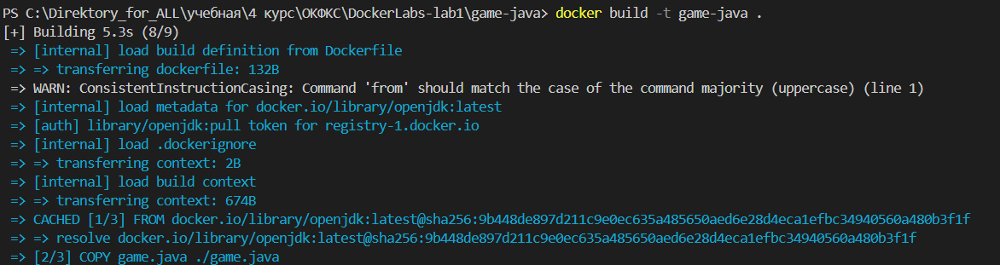 PS C:\Direktory_for_ALL\учебная\4 курс\ОКФКС\DockerLabs-lab1\game-java> docker build -t game-java .
[+] Building 5.3s (8/9)
=> [internal] load build definition from Dockerfile
=> => transferring dockerfile: 132B
=> WARN: ConsistentInstructionCasing: Command 'from' should match the case of the command majority (uppercase) (line 1)
=> [internal] load metadata for docker.io/library/openjdk:latest
=> [auth] library/openjdk:pull token for registry-1.docker.io
=> [internal] load .dockerignore
=> => transferring context: 2B
=> [internal] load build context
=> => transferring context: 674B
=> CACHED [1/3] FROM docker.io/library/openjdk:latest@sha256:9b448de897d211c9e0ec635a485650aed6e28d4eca1efbc34940560a480b3f1f
=> => resolve docker.io/library/openjdk:latest@sha256:9b448de897d211c9e0ec635a485650aed6e28d4eca1efbc34940560a480b3f1f
=> [2/3] COPY game.java ./game.java